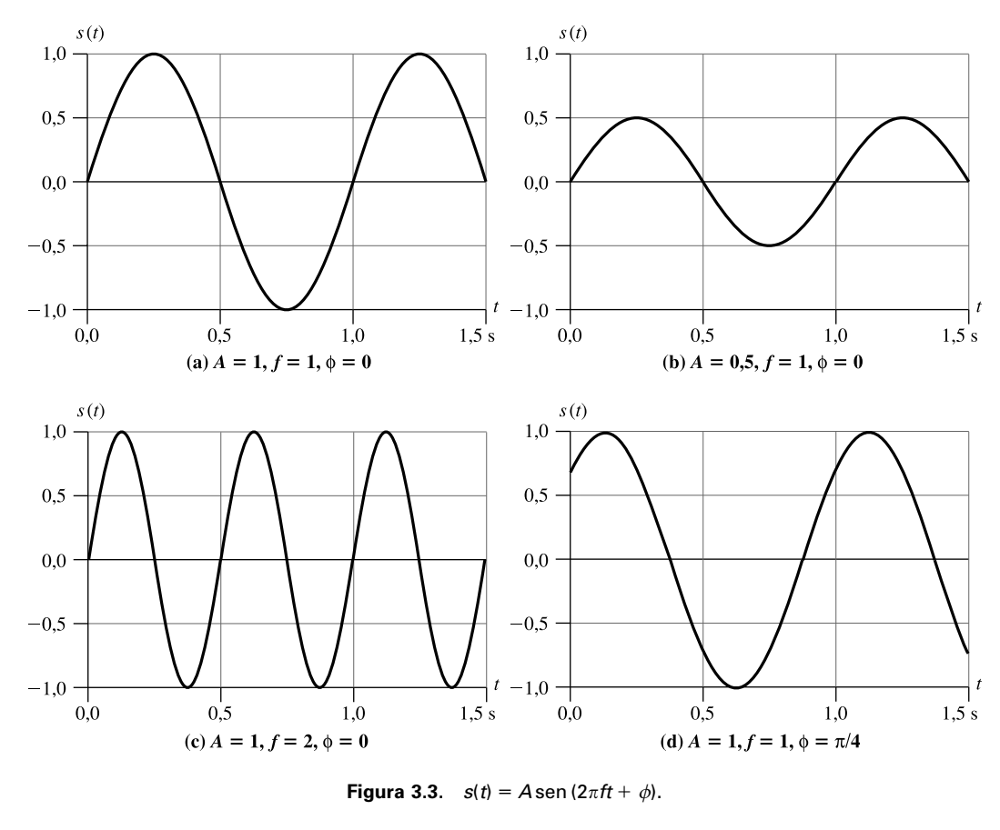 s(t)
1,0
0,5
0,0
−0,5
−1,0
t
0,0 0,5 1,0 1,5 s
(a) A = 1, f = 1, ϕ = 0
s(t)
1,0
0,5
0,0
−0,5
−1,0
t
0,0 0,5 1,0 1,5 s
(b) A = 0,5, f = 1, ϕ = 0
s(t)
1,0
0,5
0,0
−0,5
−1,0
t
0,0 0,5 1,0 1,5 s
(c) A = 1, f = 2, ϕ = 0
s(t)
1,0
0,5
0,0
−0,5
−1,0
t
0,0 0,5 1,0 1,5 s
(d) A = 1, f = 1, ϕ = π/4
Figura 3.3. s(t) = A sen (2πft + ϕ).